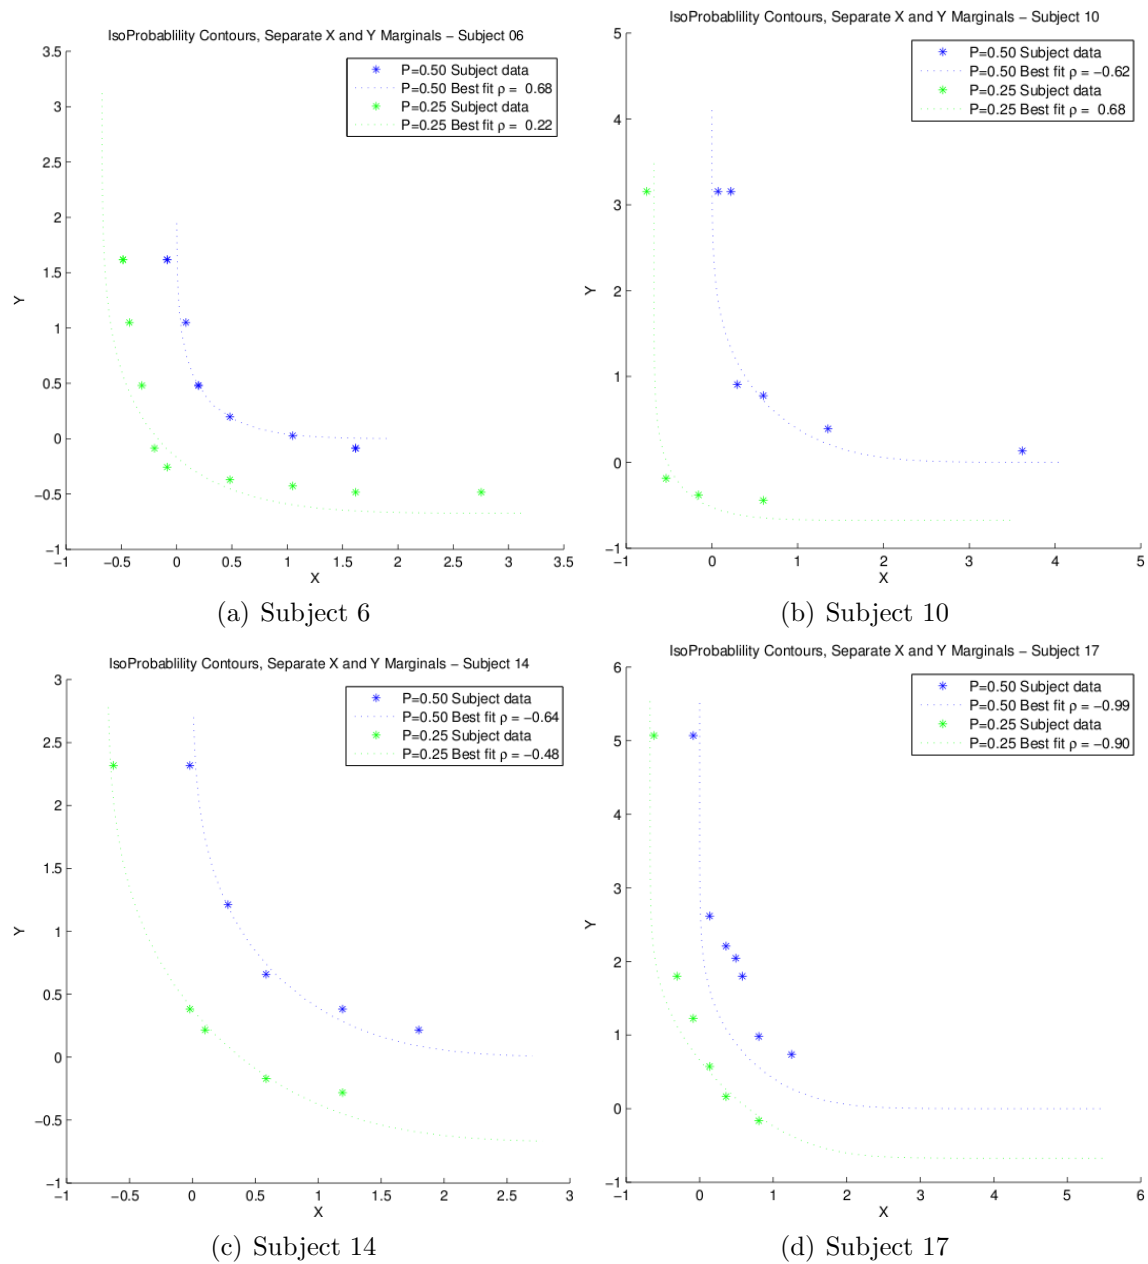 IsoProbablility Contours, Separate X and Y Marginals – Subject 06
P=0.50 Subject data
P=0.50 Best fit ρ = 0.68
P=0.25 Subject data
P=0.25 Best fit ρ = 0.22
3.5
3
2.5
2
1.5
1
0.5
0
−0.5
−1
Y
−1 −0.5 0 0.5 1 1.5 2 2.5 3 3.5
X
(a) Subject 6
IsoProbablility Contours, Separate X and Y Marginals – Subject 10
P=0.50 Subject data
P=0.50 Best fit ρ = −0.62
P=0.25 Subject data
P=0.25 Best fit ρ = 0.68
5
4
3
2
1
0
−1
Y
−1 0 1 2 3 4 5
X
(b) Subject 10
IsoProbablility Contours, Separate X and Y Marginals – Subject 14
P=0.50 Subject data
P=0.50 Best fit ρ = −0.64
P=0.25 Subject data
P=0.25 Best fit ρ = −0.48
3
2.5
2
1.5
1
0.5
0
−0.5
−1
Y
−1 −0.5 0 0.5 1 1.5 2 2.5 3
X
(c) Subject 14
IsoProbablility Contours, Separate X and Y Marginals – Subject 17
P=0.50 Subject data
P=0.50 Best fit ρ = −0.99
P=0.25 Subject data
P=0.25 Best fit ρ = −0.90
6
5
4
3
2
1
0
−1
Y
−1 0 1 2 3 4 5 6
X
(d) Subject 17